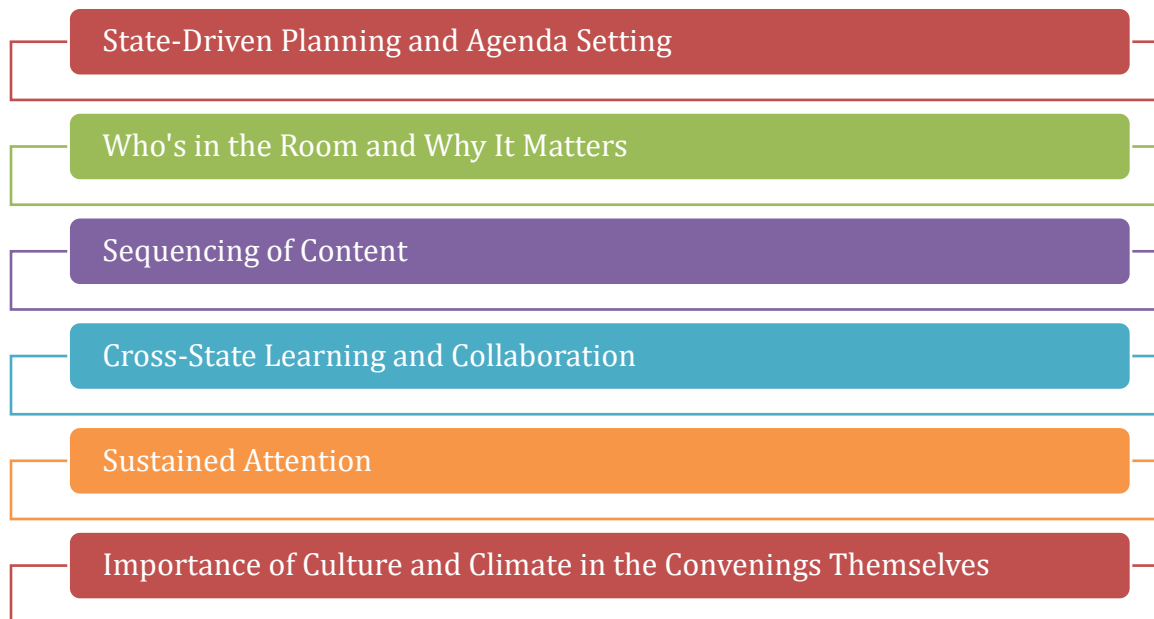 State-Driven Planning and Agenda Setting
Who's in the Room and Why It Matters
Sequencing of Content
Cross-State Learning and Collaboration
Sustained Attention
Importance of Culture and Climate in the Convenings Themselves